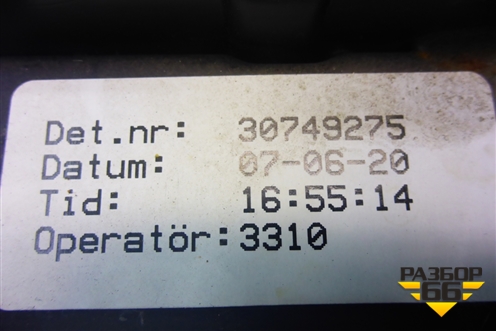 Det.nr: 30749275
Datum: 07-06-20
Tid: 16:55:14
Operatör:3310
РАЗБОР
66